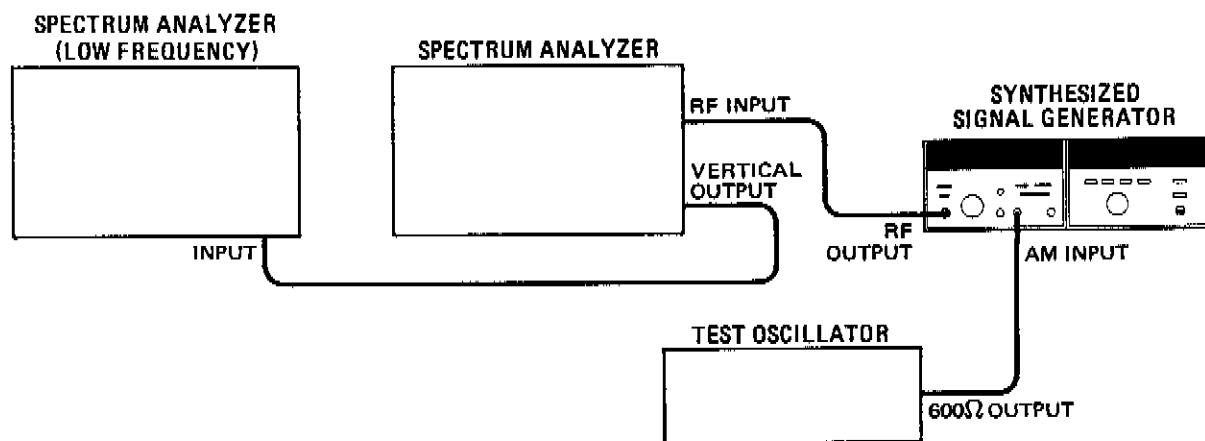 SPECTRUM ANALYZER
(LOW FREQUENCY)
SPECTRUM ANALYZER
RF INPUT
SYNTHESIZED
SIGNAL GENERATOR
VERTICAL
OUTPUT
INPUT
RF
OUTPUT
AM INPUT
TEST OSCILLATOR
600Ω OUTPUT